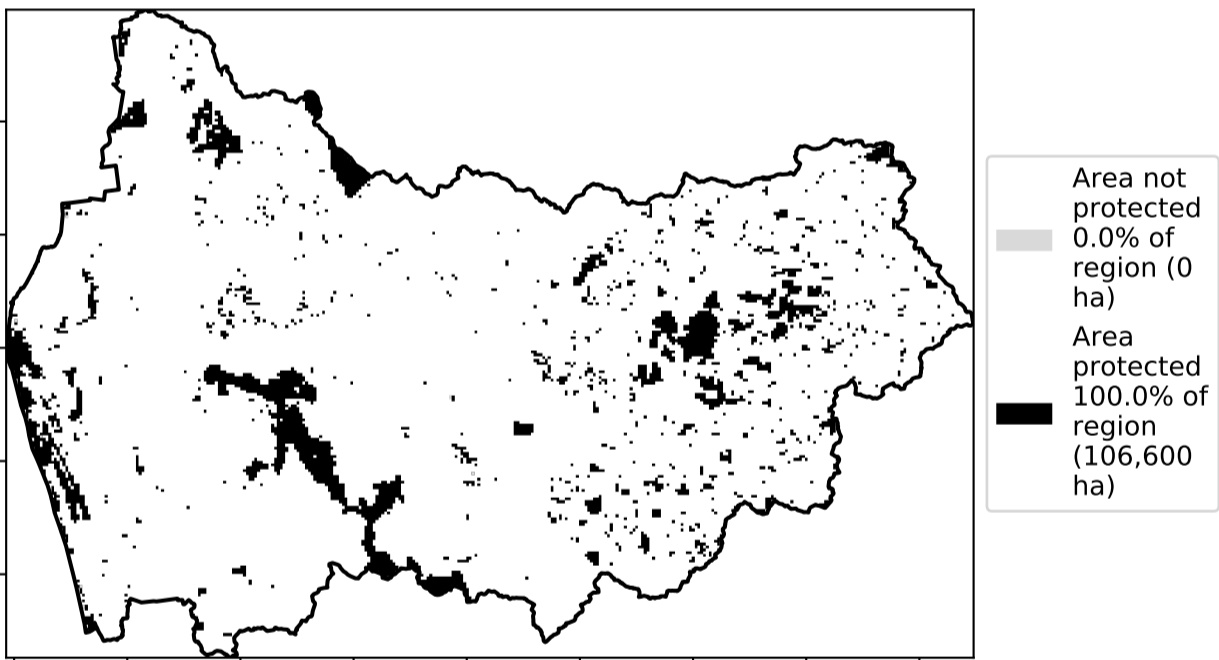 Area not
protected
0.0% of
region (0
ha)
Area
protected
100.0% of
region
(106,600
ha)